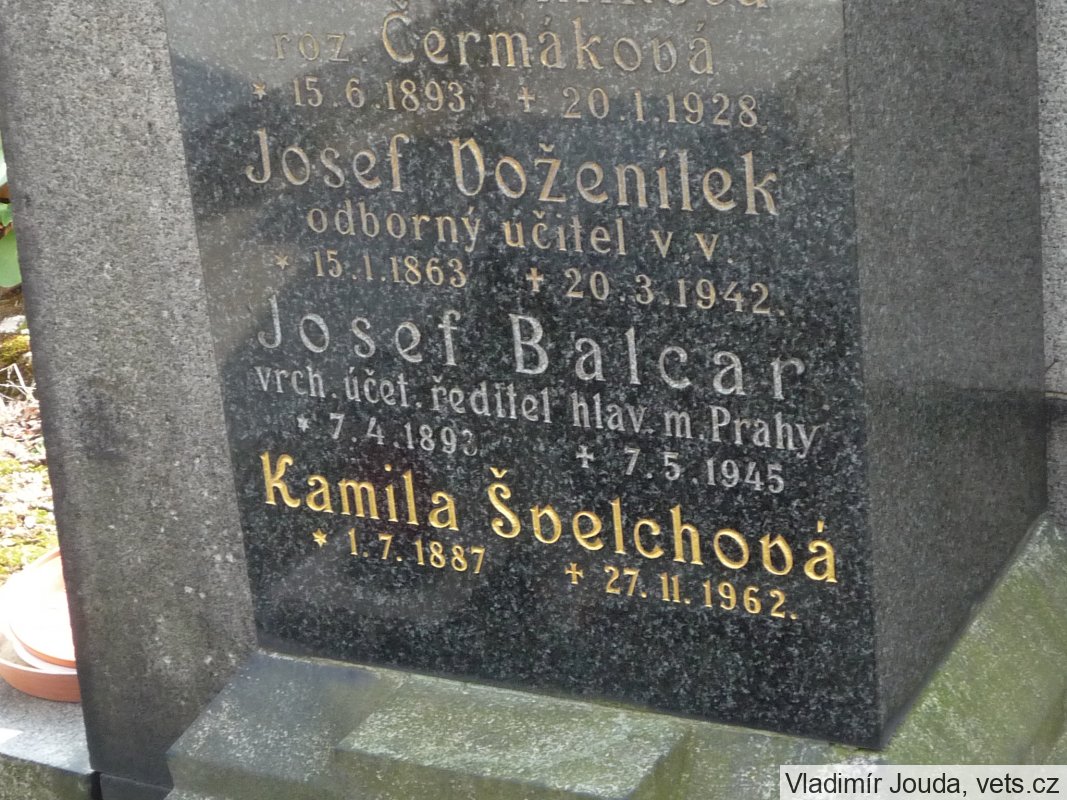 roz. Čermáková
* 15.6.1893 + 20.1.1928.
Josef Voženílek
odborný učitel v.v.
* 15.1.1863 + 20.3.1942.
Josef Balcar
vrch. účet. ředitel hlav. m. Prahy
* 7.4.1893 + 7.5.1945
Kamila Švelchová
* 1.7.1887 + 27.11.1962.
Vladimír Jouda, vets.cz